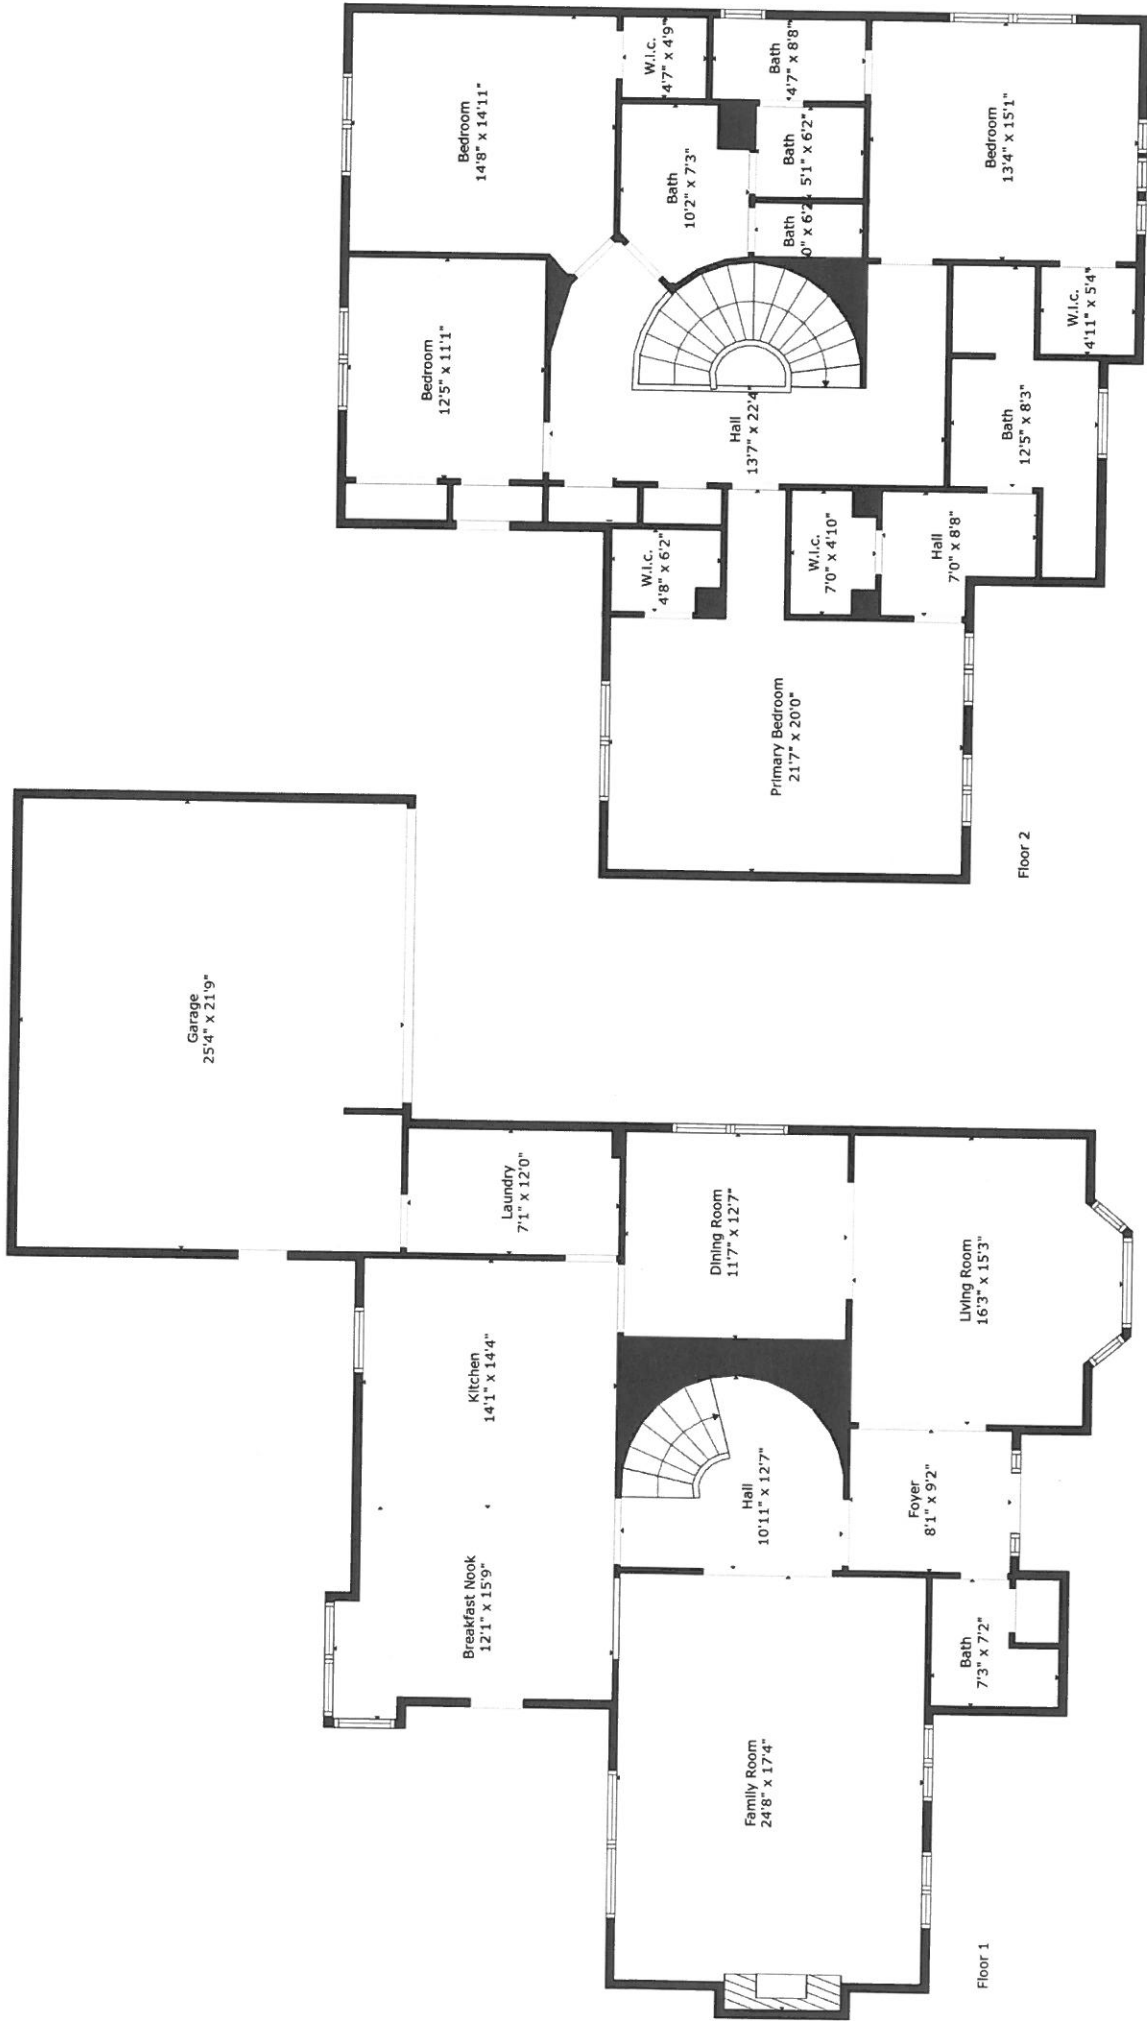 Garage
25'4" x 21'9"
Laundry
7'1" x 12'0"
Kitchen
14'1" x 14'4"
Breakfast Nook
12'1" x 15'9"
Dining Room
11'7" x 12'7"
Hall
10'11" x 12'7"
Living Room
16'3" x 15'3"
Foyer
8'1" x 9'2"
Bath
7'3" x 7'2"
Family Room
24'8" x 17'4"
Floor 1
Bedroom
14'8" x 14'11"
W.I.C.
4'7" x 4'9"
Bath
4'7" x 8'8"
Bedroom
12'5" x 11'1"
Bath
10'2" x 7'3"
Bath
5'1" x 6'2"
Bath
0" x 6'2
Bedroom
13'4" x 15'1"
Hall
13'7" x 22'4"
W.I.C.
4'11" x 5'4"
Bath
12'5" x 8'3"
W.I.C.
4'8" x 6'2"
W.I.C.
7'0" x 4'10"
Hall
7'0" x 8'8"
Primary Bedroom
21'7" x 20'0"
Floor 2